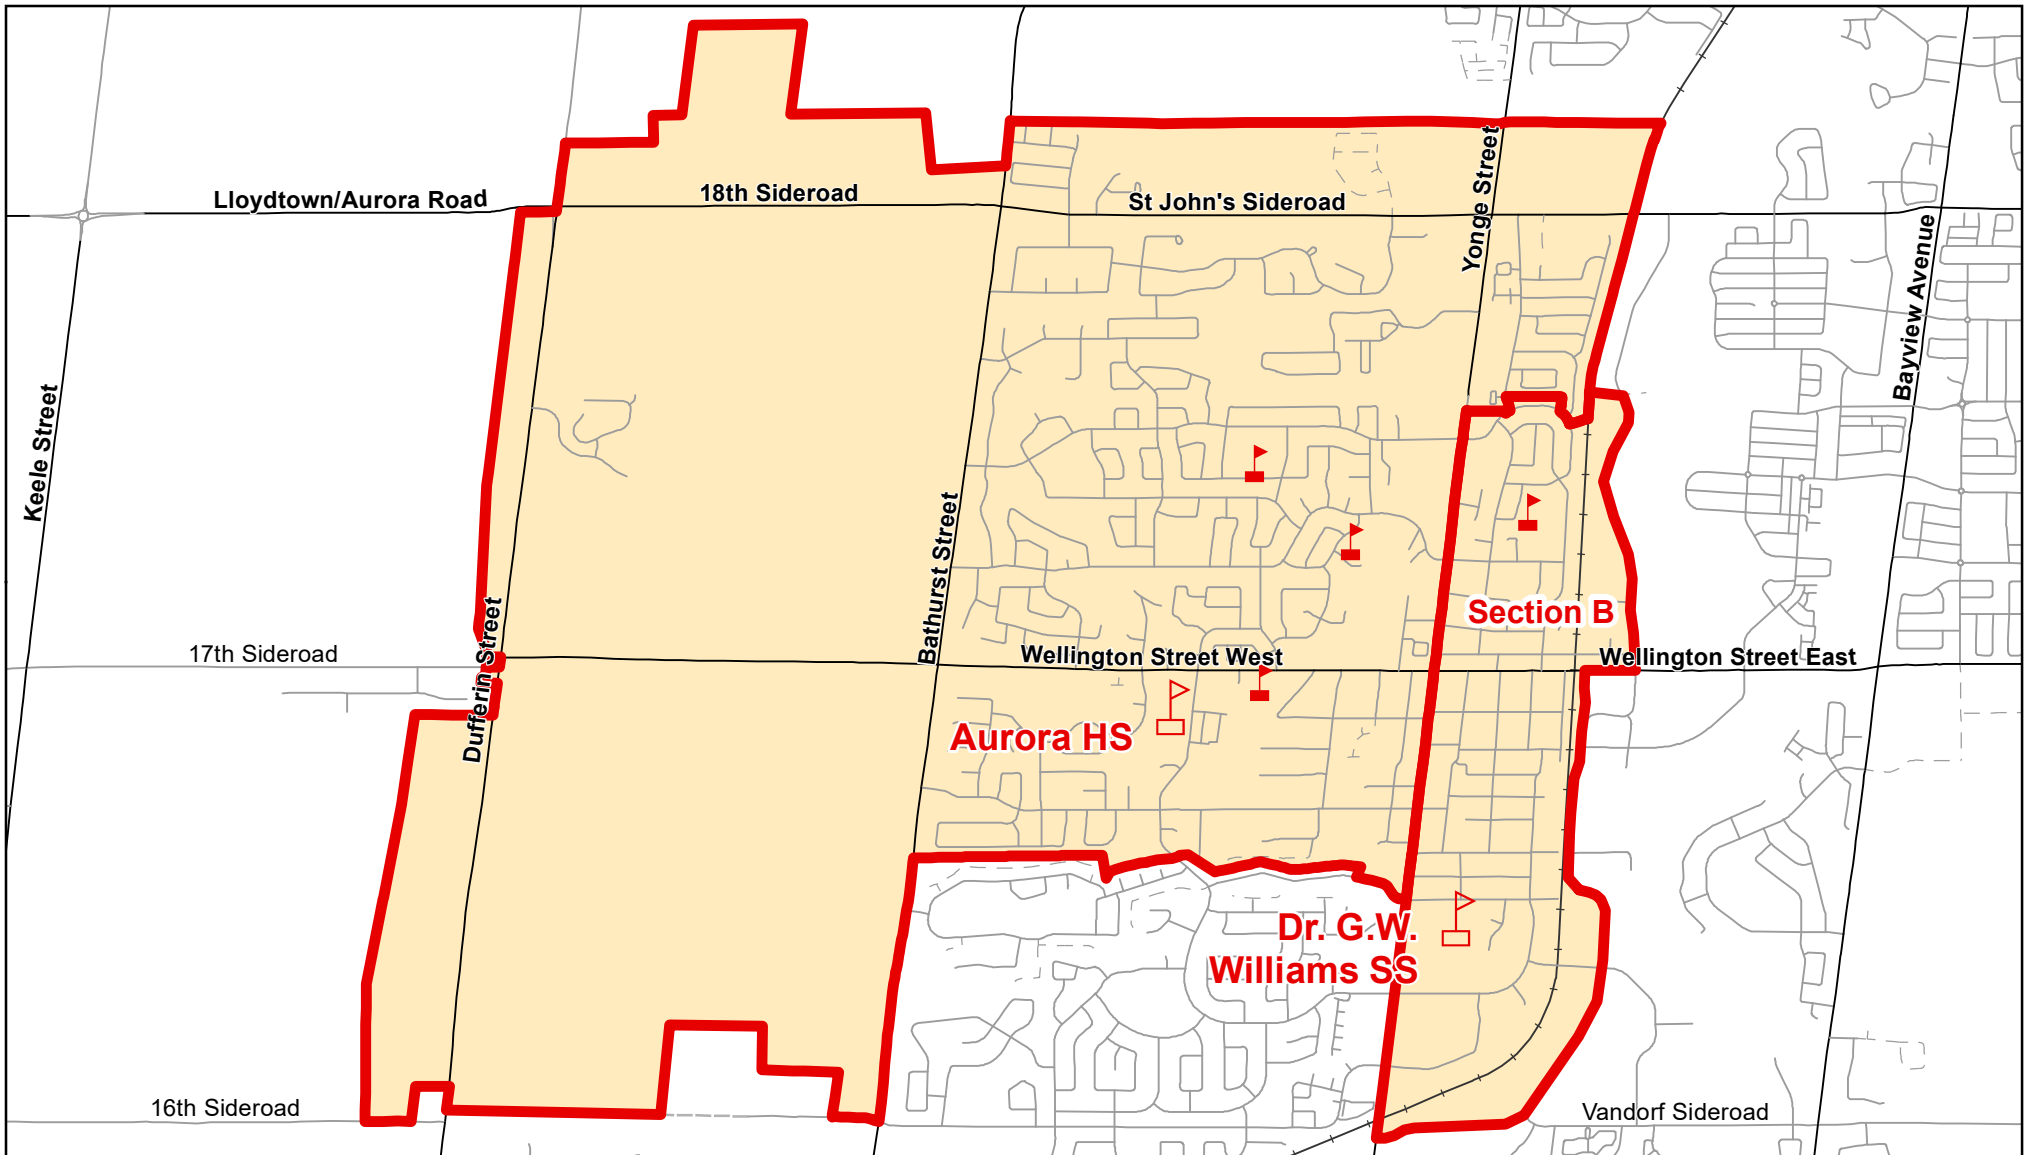 Lloydtown/Aurora Road
18th Sideroad
St John's Sideroad
Yonge Street
Bayview Avenue
Keele Street
Bathurst Street
Dufferin Street
Section B
17th Sideroad
Wellington Street West
Wellington Street East
Aurora HS
Dr. G.W.
Williams SS
16th Sideroad
Vandorf Sideroad